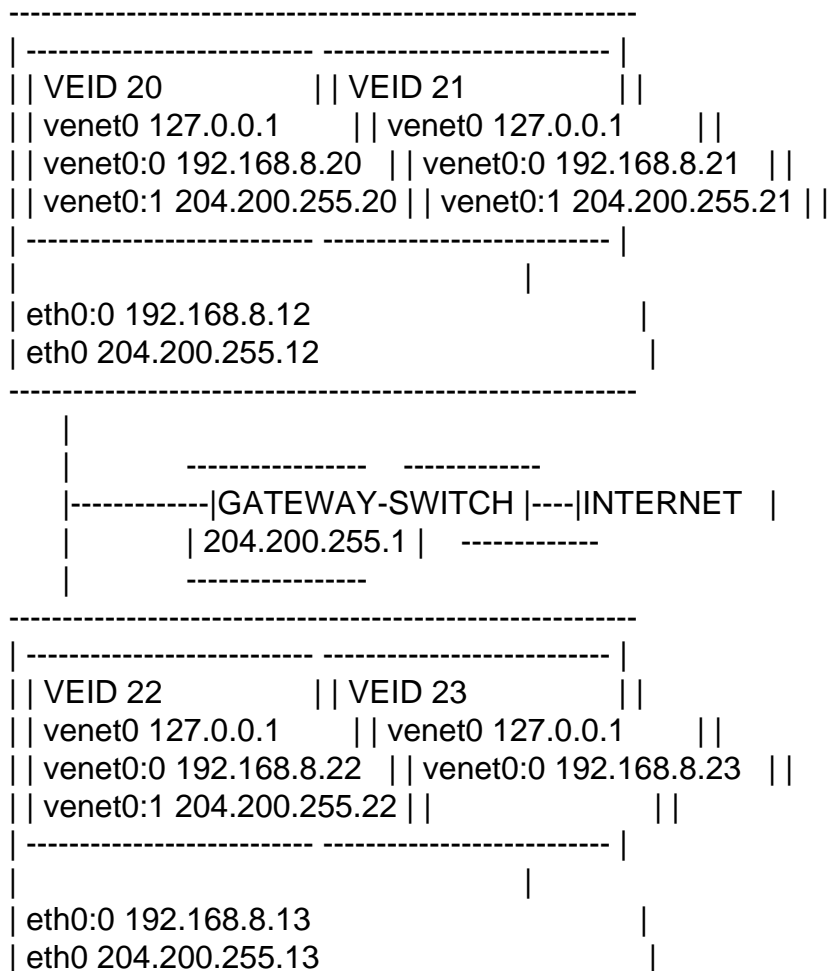 -----------------------------------------------------------
| --------------------------- --------------------------- |
| | VEID 20 | | VEID 21 | |
| | venet0 127.0.0.1 | | venet0 127.0.0.1 | |
| | venet0:0 192.168.8.20 | | venet0:0 192.168.8.21 | |
| | venet0:1 204.200.255.20 | | venet0:1 204.200.255.21 | |
| --------------------------- --------------------------- |
| |
| eth0:0 192.168.8.12 |
| eth0 204.200.255.12 |
-----------------------------------------------------------
|
| ----------------- -------------
|-------------|GATEWAY-SWITCH |----|INTERNET |
| | 204.200.255.1 | -------------
| -----------------
-----------------------------------------------------------
| --------------------------- --------------------------- |
| | VEID 22 | | VEID 23 | |
| | venet0 127.0.0.1 | | venet0 127.0.0.1 | |
| | venet0:0 192.168.8.22 | | venet0:0 192.168.8.23 | |
| | venet0:1 204.200.255.22 | | | |
| --------------------------- --------------------------- |
| |
| eth0:0 192.168.8.13 |
| eth0 204.200.255.13 |